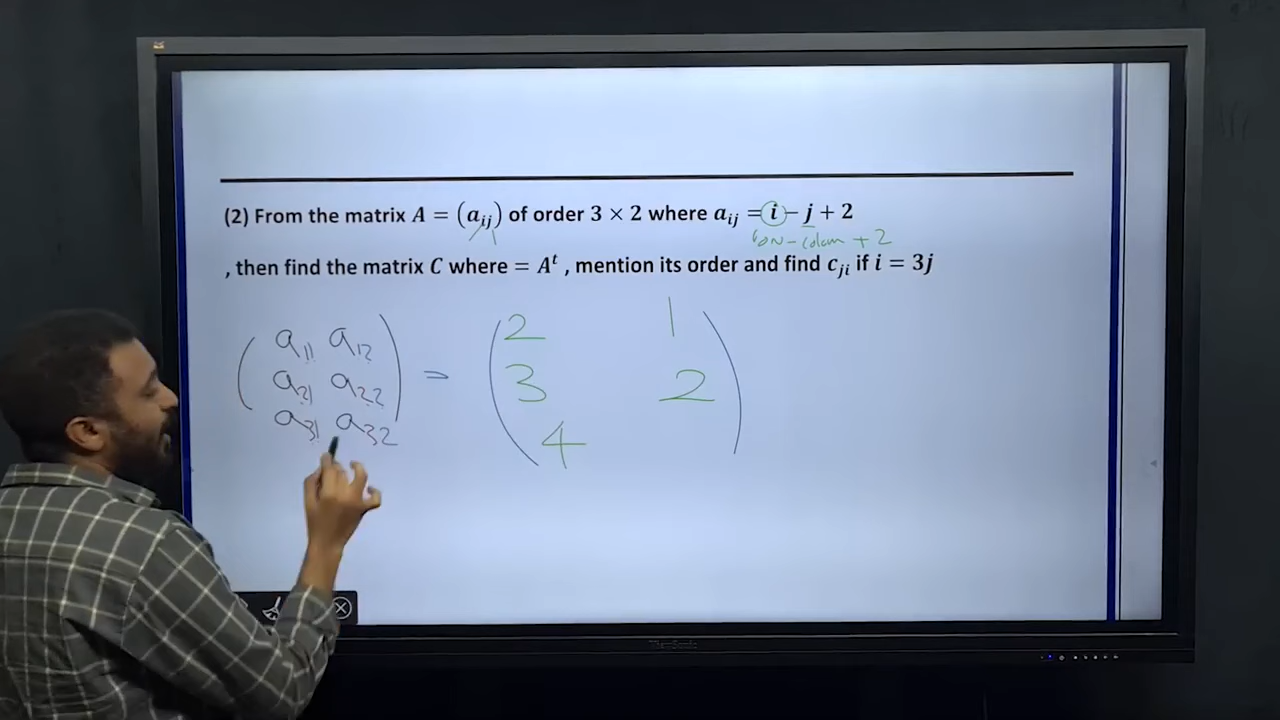 (2) From the matrix A = (aᵢⱼ) of order 3 × 2 where aᵢⱼ = i − j + 2
− colum + 2
, then find the matrix C where = Aᵗ , mention its order and find cⱼᵢ if i = 3j
a₁₁ a₁₂ 2 1
a₂₁ a₂₂ = 3 2
a₃₁ a₃₂ 4
ViewSonic